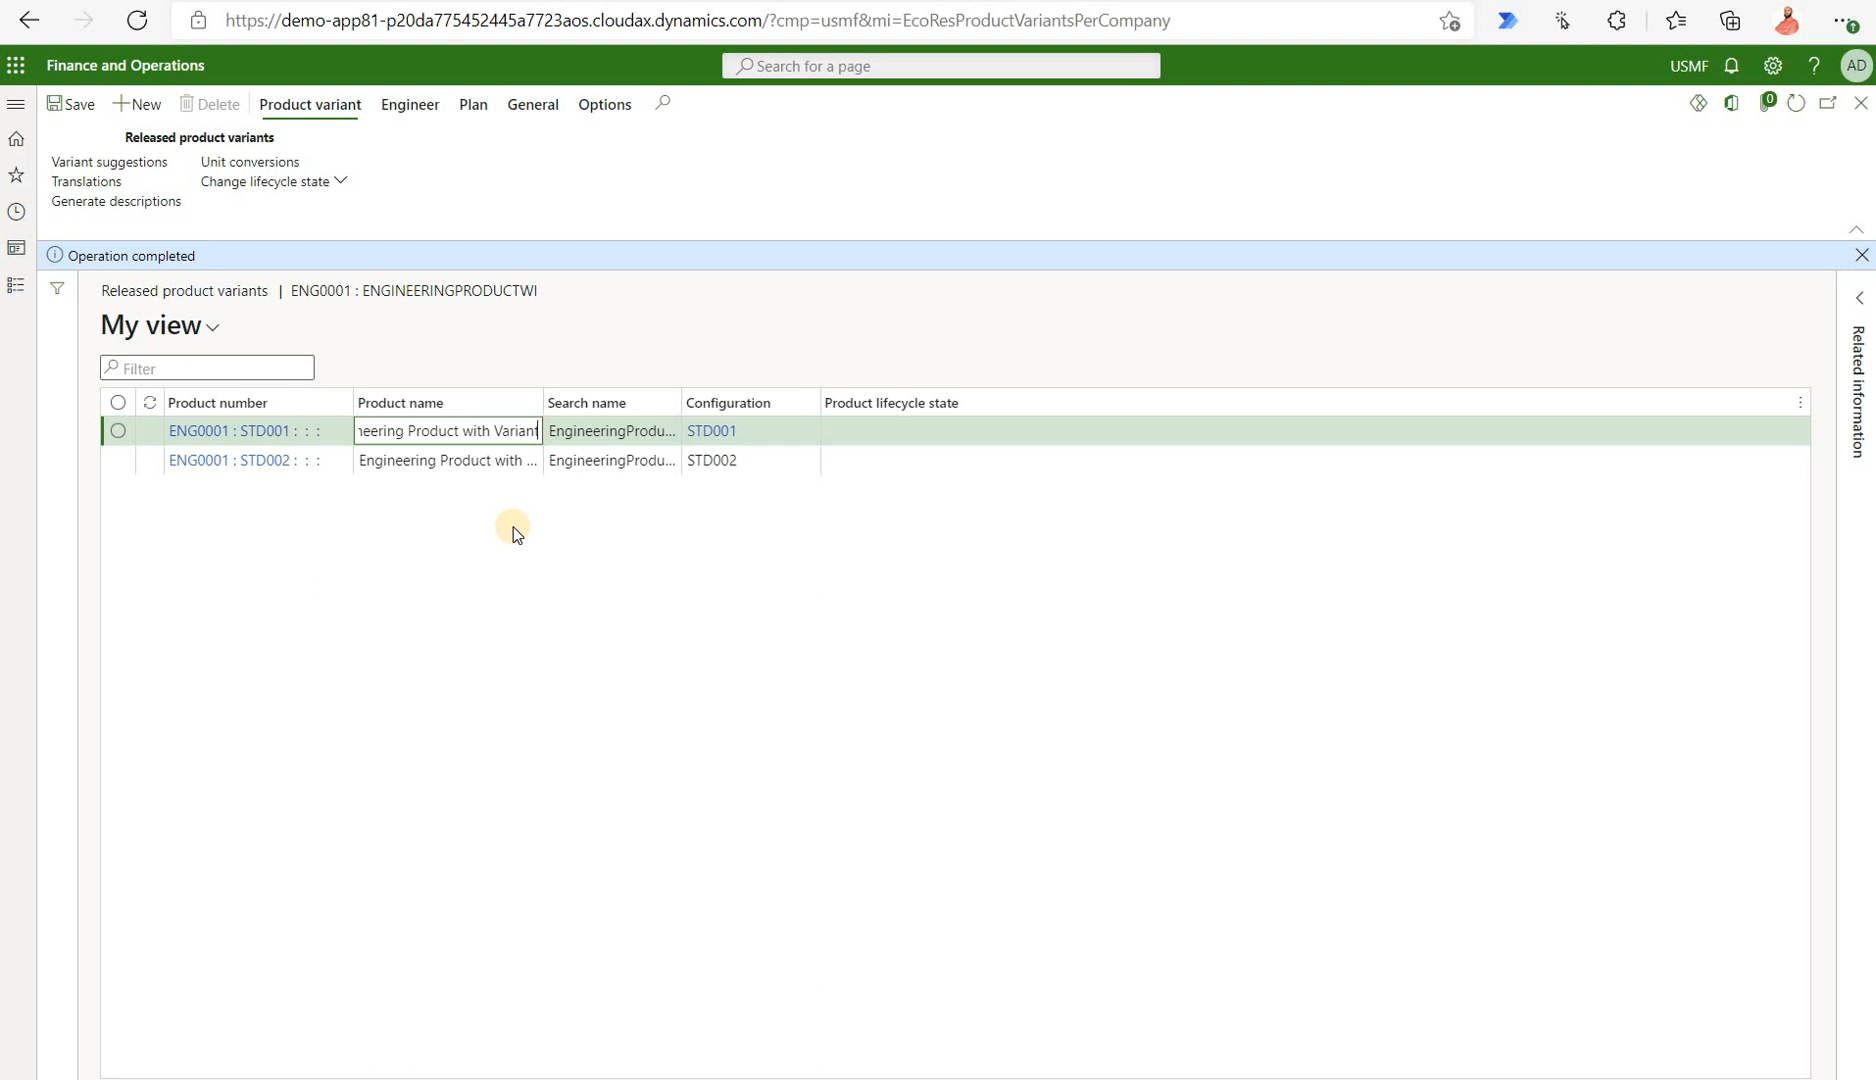 https://demo-app81-p20da775452445a7723aos.cloudax.dynamics.com/?cmp=usmf&mi=EcoResProductVariantsPerCompany
Finance and Operations
Search for a page
USMF
AD
Save
New
Delete
Product variant
Engineer
Plan
General
Options
0
Released product variants
Variant suggestions
Unit conversions
Translations
Change lifecycle state
Generate descriptions
Operation completed
Released product variants | ENG0001 : ENGINEERINGPRODUCTWI
My view
Filter
Related information
Product number
Product name
Search name
Configuration
Product lifecycle state
ENG0001 : STD001 : : :
neering Product with Variant
EngineeringProdu...
STD001
ENG0001 : STD002 : : :
Engineering Product with ...
EngineeringProdu...
STD002